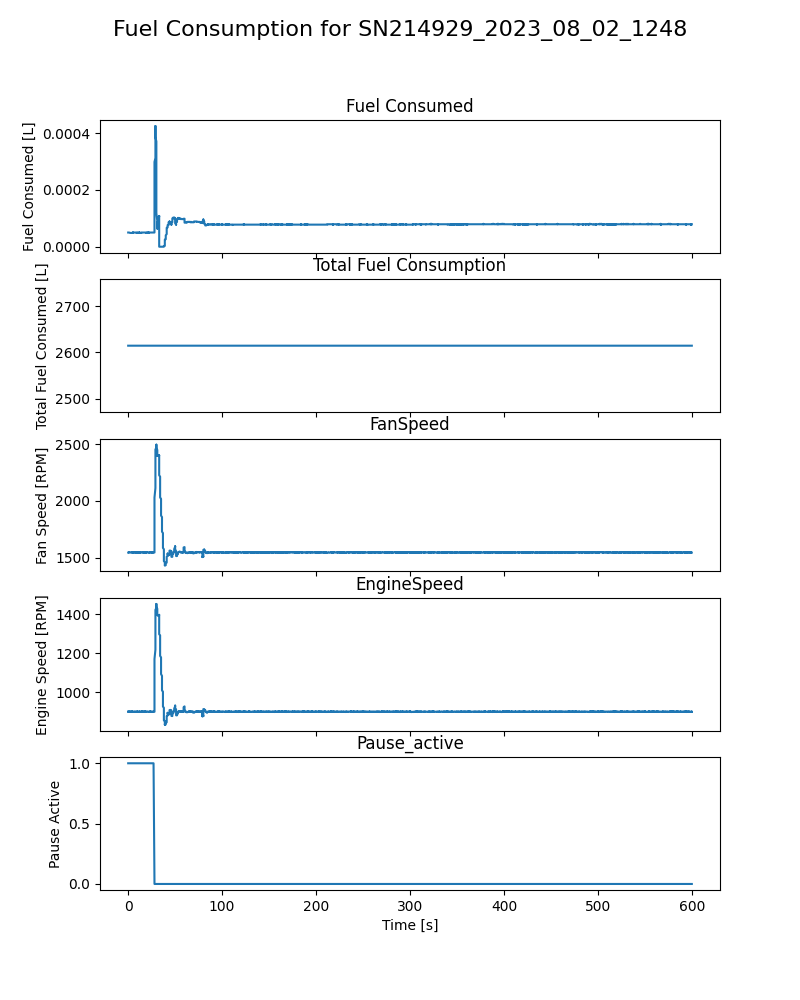 Fuel Consumption for SN214929_2023_08_02_1248
Fuel Consumed
Fuel Consumed [L]
0.0004
0.0002
0.0000
Total Fuel Consumption
Total Fuel Consumed [L]
2700
2600
2500
FanSpeed
Fan Speed [RPM]
2500
2000
1500
EngineSpeed
Engine Speed [RPM]
1400
1200
1000
Pause_active
Pause Active
1.0
0.5
0.0
0 100 200 300 400 500 600
Time [s]